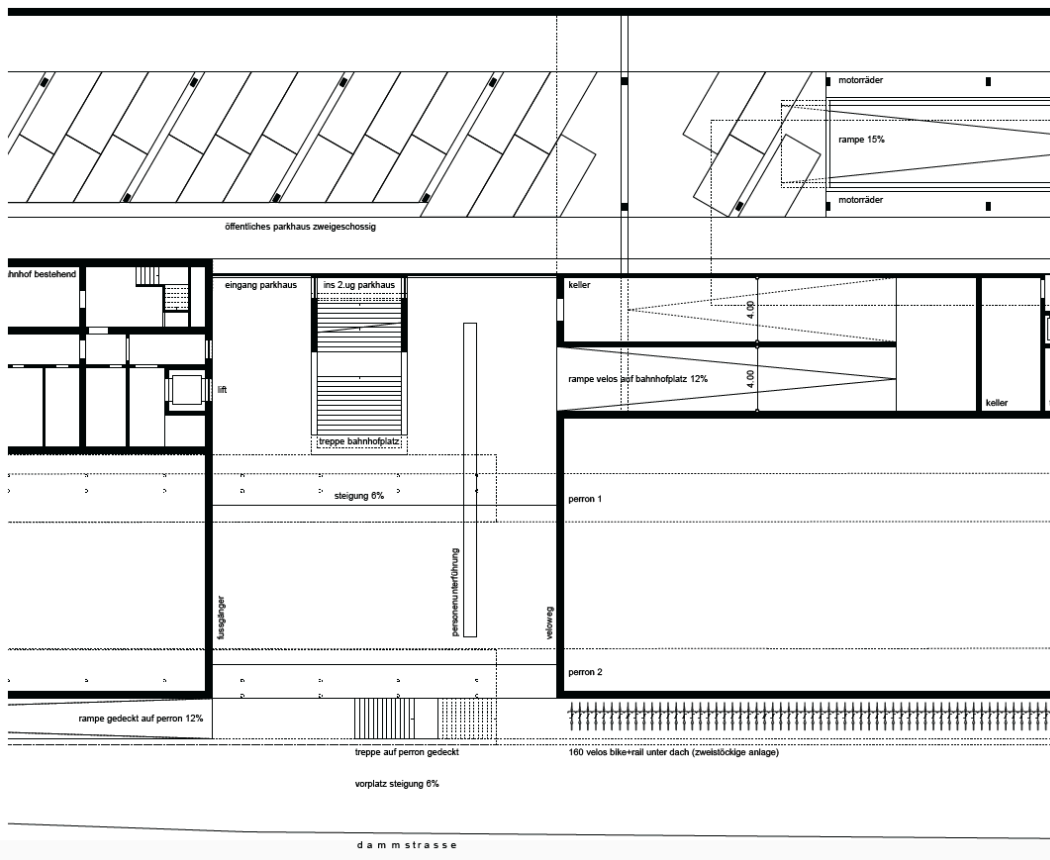 motorräder
rampe 15%
motorräder
öffentliches parkhaus zweigeschossig
hnhof bestehend
eingang parkhaus
ins 2.ug parkhaus
keller
4.00
rampe velos auf bahnhofplatz 12%
4.00
lift
keller
treppe bahnhofplatz
steigung 6%
perron 1
personenunterführung
fussgänger
veloweg
perron 2
rampe gedeckt auf perron 12%
treppe auf perron gedeckt
160 velos bike+rail unter dach (zweistöckige anlage)
vorplatz steigung 6%
dammstrasse